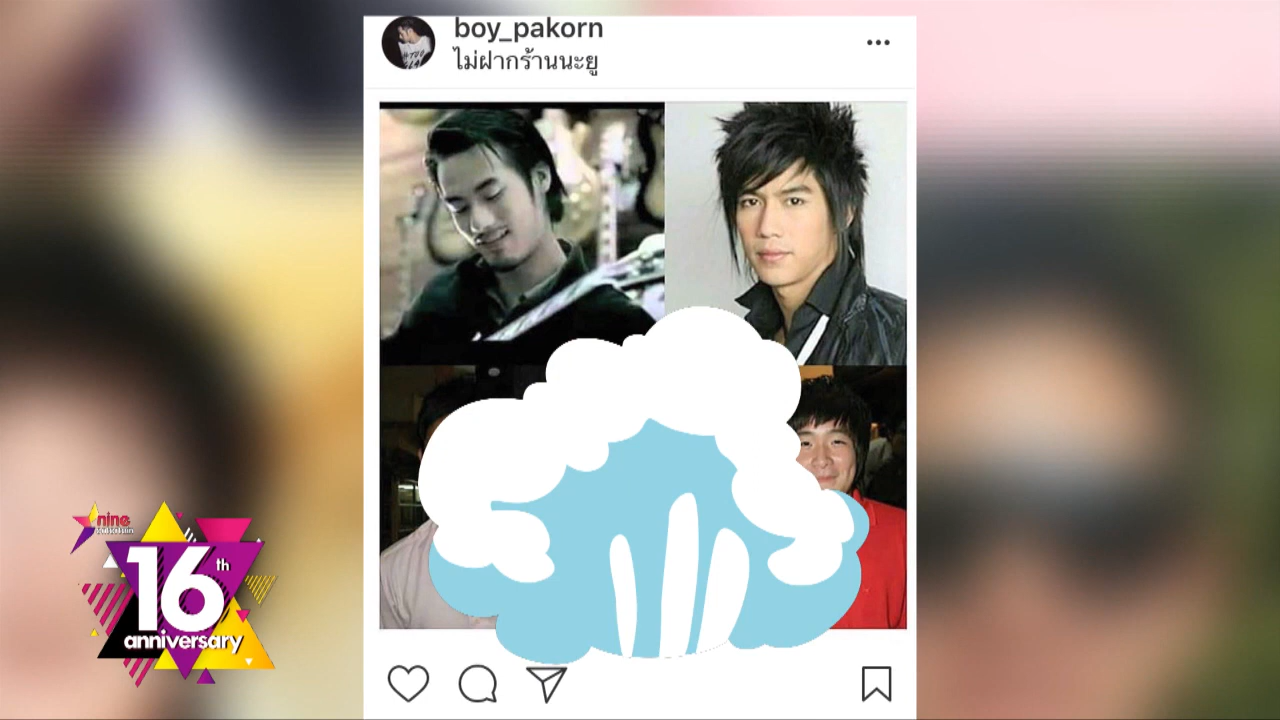 boy_pakorn
ไม่ฝากร้านนะยู
nine
16th
anniversary